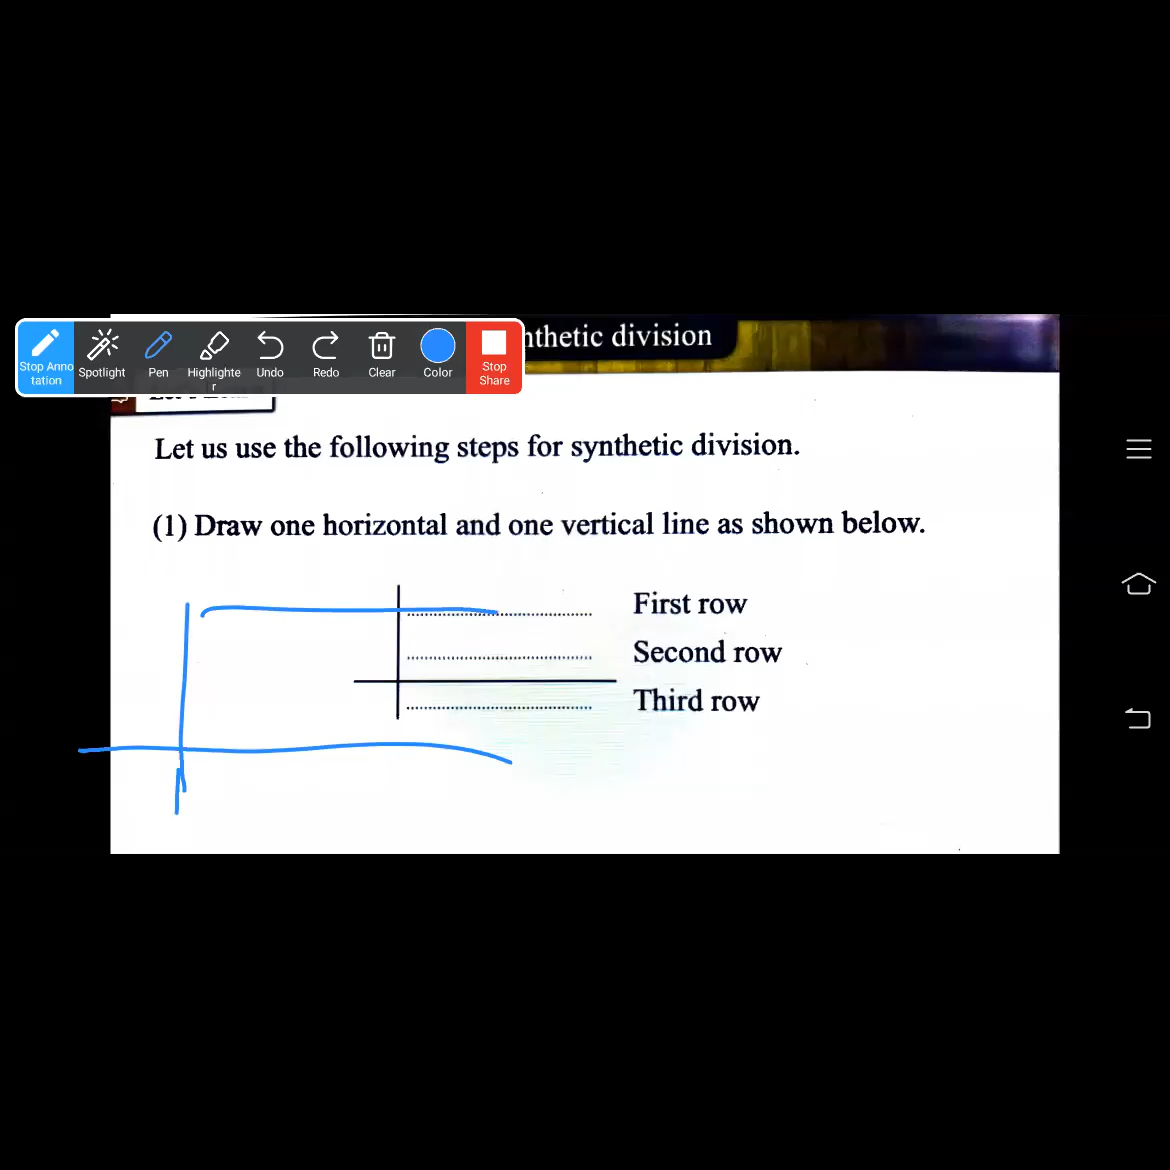 nthetic division
Stop Anno
tation
Spotlight
Pen
Highlighte
r
Undo
Redo
Clear
Color
Stop
Share
Let us use the following steps for synthetic division.
(1) Draw one horizontal and one vertical line as shown below.
First row
Second row
Third row